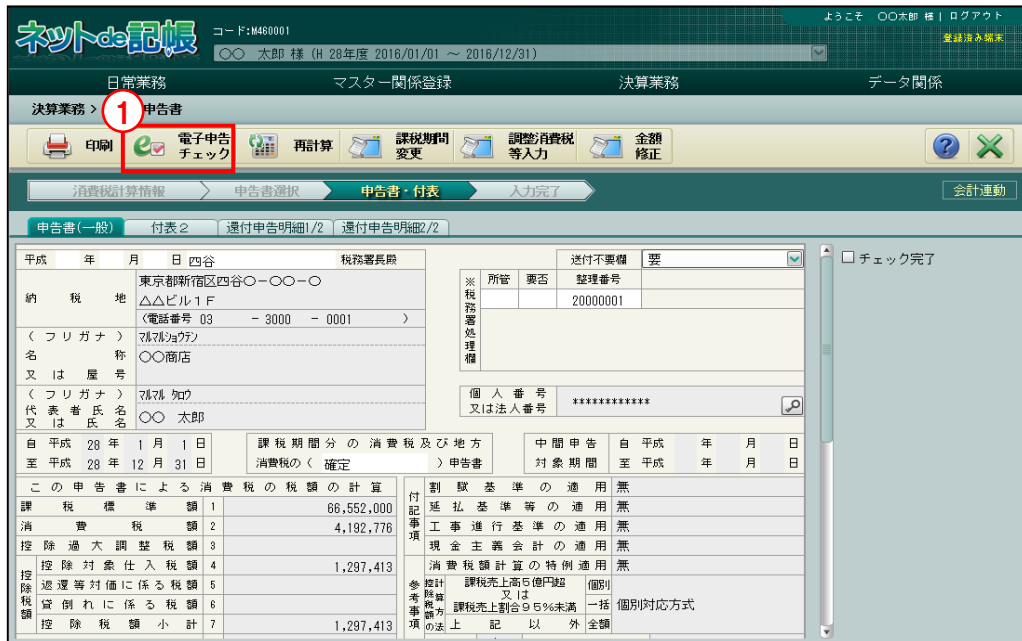 ネットde記帳
コード:M460001
ようこそ 〇〇太郎 様 | ログアウト
登録済み端末
〇〇 太郎 様 (H 28年度 2016/01/01 ～ 2016/12/31)
日常業務 マスター関係登録 決算業務 データ関係
決算業務 > 申告書
1
印刷 電子申告チェック 再計算 課税期間変更 調整消費税等入力 金額修正
消費税計算情報 申告書選択 申告書・付表 入力完了 会計連動
申告書(一般) 付表2 還付申告明細1/2 還付申告明細2/2
平成 年 月 日 四谷 税務署長殿
納税地
東京都新宿区四谷〇-〇〇-〇
△△ビル1F
(電話番号 03 - 3000 - 0001 )
(フリガナ) マルマルショウテン
名称又は屋号 〇〇商店
(フリガナ) マルマル タロウ
代表者氏名又は氏名 〇〇 太郎
送付不要欄 要
※税務署処理欄 所管 要否 整理番号
20000001
個人番号又は法人番号 ************
□ チェック完了
自 平成 28 年 1 月 1 日
至 平成 28 年 12 月 31 日
課税期間分の消費税及び地方
消費税の( 確定 )申告書
中間申告 自 平成 年 月 日
対象期間 至 平成 年 月 日
この申告書による消費税の税額の計算
課税標準額 1 66,552,000
消費税額 2 4,192,776
控除過大調整税額 3
控除税額
控除対象仕入税額 4 1,297,413
返還等対価に係る税額 5
貸倒れに係る税額 6
控除税額小計 7 1,297,413
付記事項
割賦基準の適用 無
延払基準等の適用 無
工事進行基準の適用 無
現金主義会計の適用 無
参考事項
消費税額計算の特例適用 無
控除税額の計算方法
課税売上高5億円超
又は
課税売上割合95%未満
個別
一括
個別対応方式
上記以外 全額